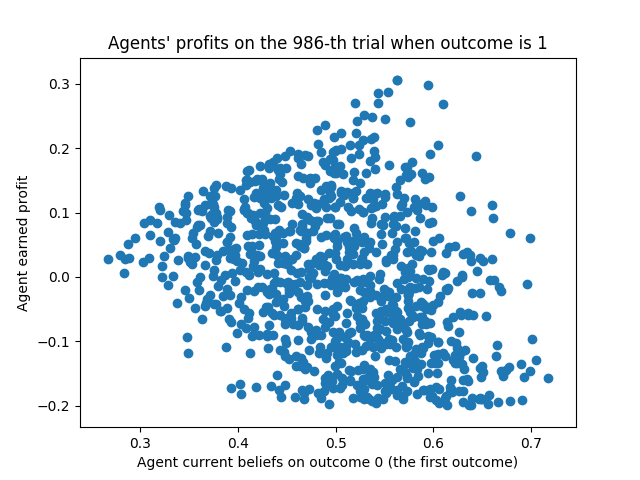 Agents' profits on the 986-th trial when outcome is 1
Agent earned profit
0.3
0.2
0.1
0.0
−0.1
−0.2
0.3 0.4 0.5 0.6 0.7
Agent current beliefs on outcome 0 (the first outcome)